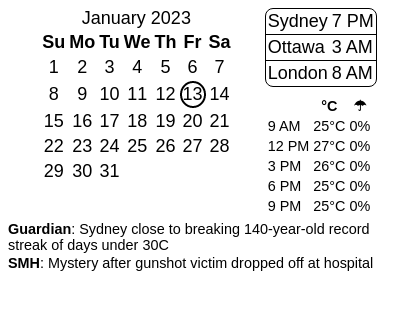 January 2023
Su Mo Tu We Th Fr Sa
1 2 3 4 5 6 7
8 9 10 11 12 13 14
15 16 17 18 19 20 21
22 23 24 25 26 27 28
29 30 31
Sydney 7 PM
Ottawa 3 AM
London 8 AM
°C ☂
9 AM 25°C 0%
12 PM 27°C 0%
3 PM 26°C 0%
6 PM 25°C 0%
9 PM 25°C 0%
Guardian: Sydney close to breaking 140-year-old record
streak of days under 30C
SMH: Mystery after gunshot victim dropped off at hospital